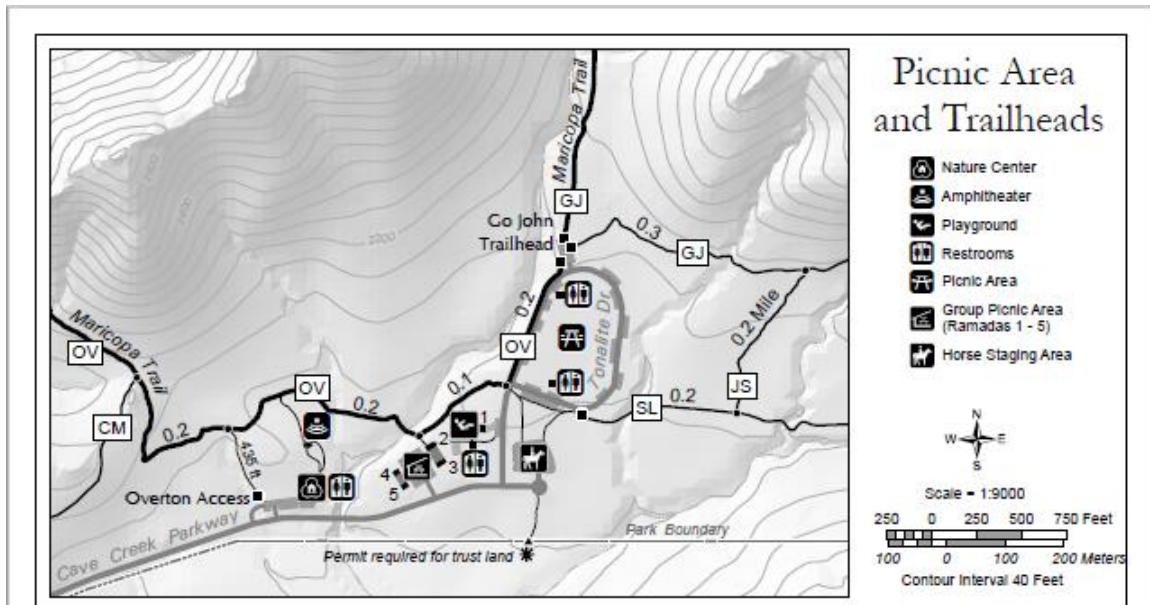 Picnic Area
and Trailheads
Nature Center
Amphitheater
Playground
Restrooms
Picnic Area
Group Picnic Area
(Ramadas 1 - 5)
Horse Staging Area
N
W E
S
Scale = 1:9000
250 0 250 500 750 Feet
100 0 100 200 Meters
Contour Interval 40 Feet
Maricopa Trail
GJ
Go John
Trailhead
0.3
GJ
0.2
OV
Tonalite Dr.
0.2 Mile
JS
SL
0.2
Maricopa Trail
OV
CM
0.2
OV
0.2
0.1
435 ft
1
2
3
4
5
Overton Access
Cave Creek Parkway
Park Boundary
Permit required for trust land